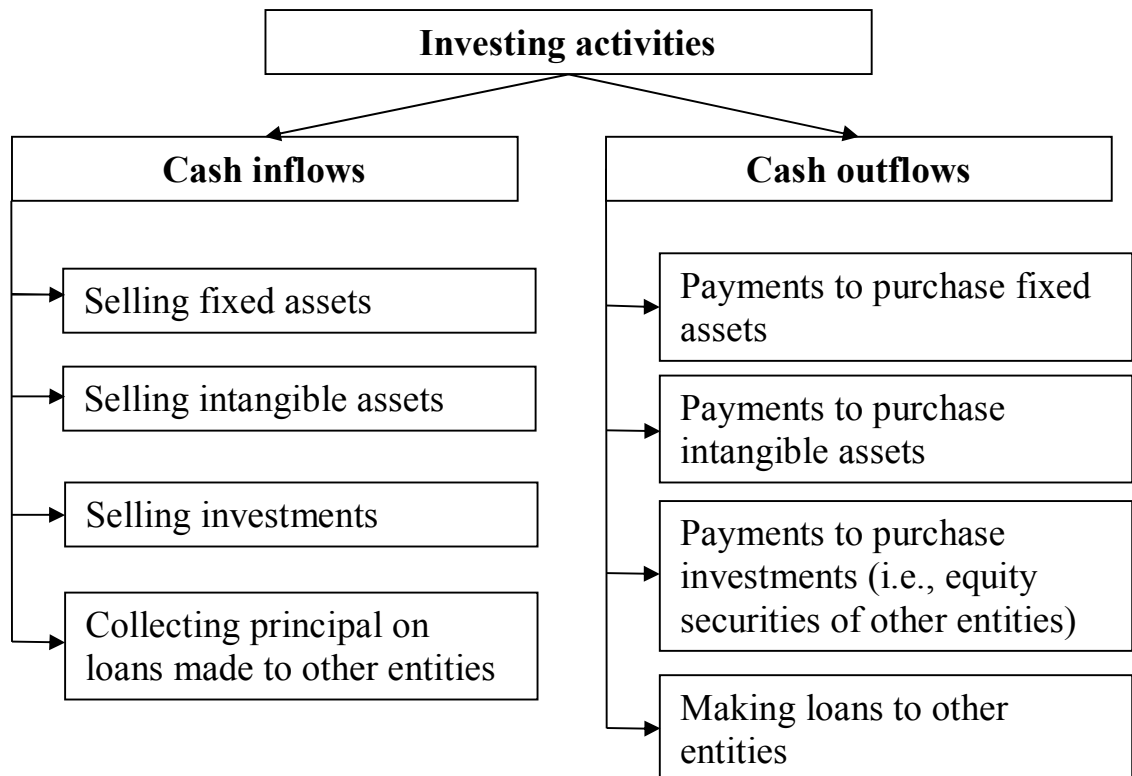 Investing activities
Cash inflows
Selling fixed assets
Selling intangible assets
Selling investments
Collecting principal on
loans made to other entities
Cash outflows
Payments to purchase fixed
assets
Payments to purchase
intangible assets
Payments to purchase
investments (i.e., equity
securities of other entities)
Making loans to other
entities